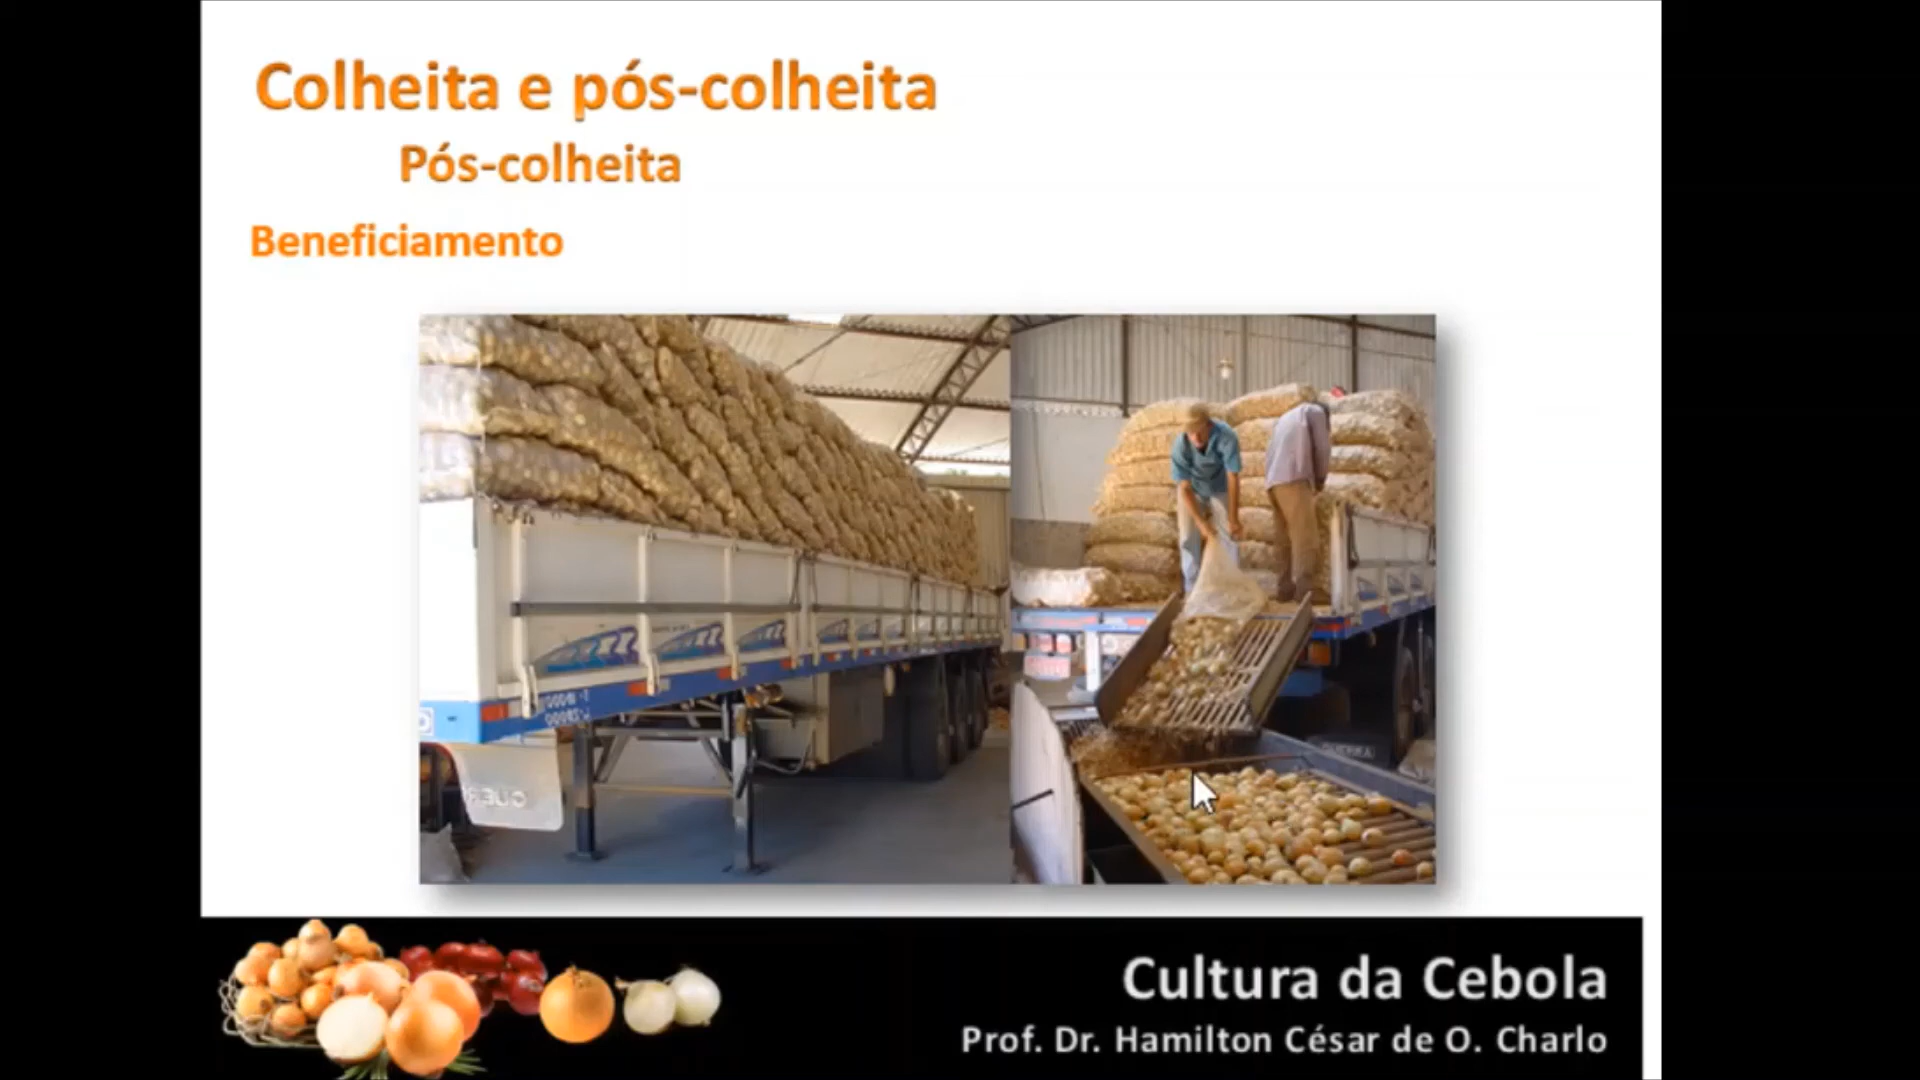 Colheita e pós-colheita
Pós-colheita
Beneficiamento
Cultura da Cebola
Prof. Dr. Hamilton César de O. Charlo